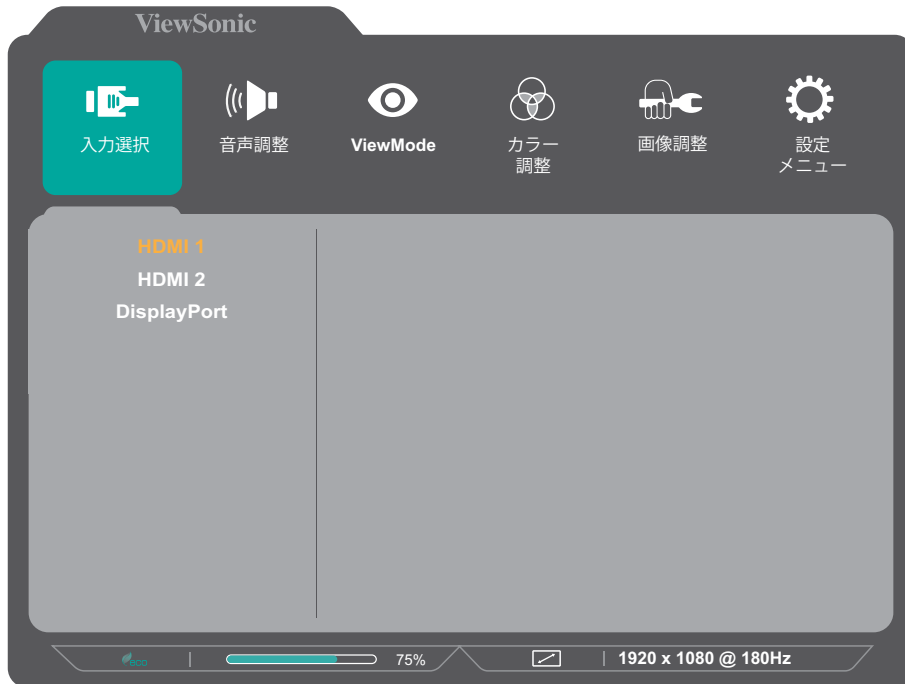 ViewSonic
入力選択
音声調整
ViewMode
カラー
調整
画像調整
設定
メニュー
HDMI 1
HDMI 2
DisplayPort
eco
75%
1920 x 1080 @ 180Hz